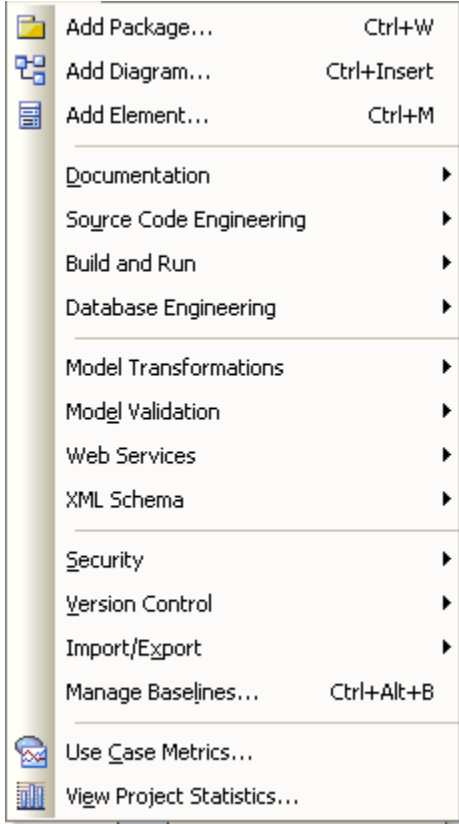 Add Package... Ctrl+W
Add Diagram... Ctrl+Insert
Add Element... Ctrl+M
Documentation
Source Code Engineering
Build and Run
Database Engineering
Model Transformations
Model Validation
Web Services
XML Schema
Security
Version Control
Import/Export
Manage Baselines... Ctrl+Alt+B
Use Case Metrics...
View Project Statistics...